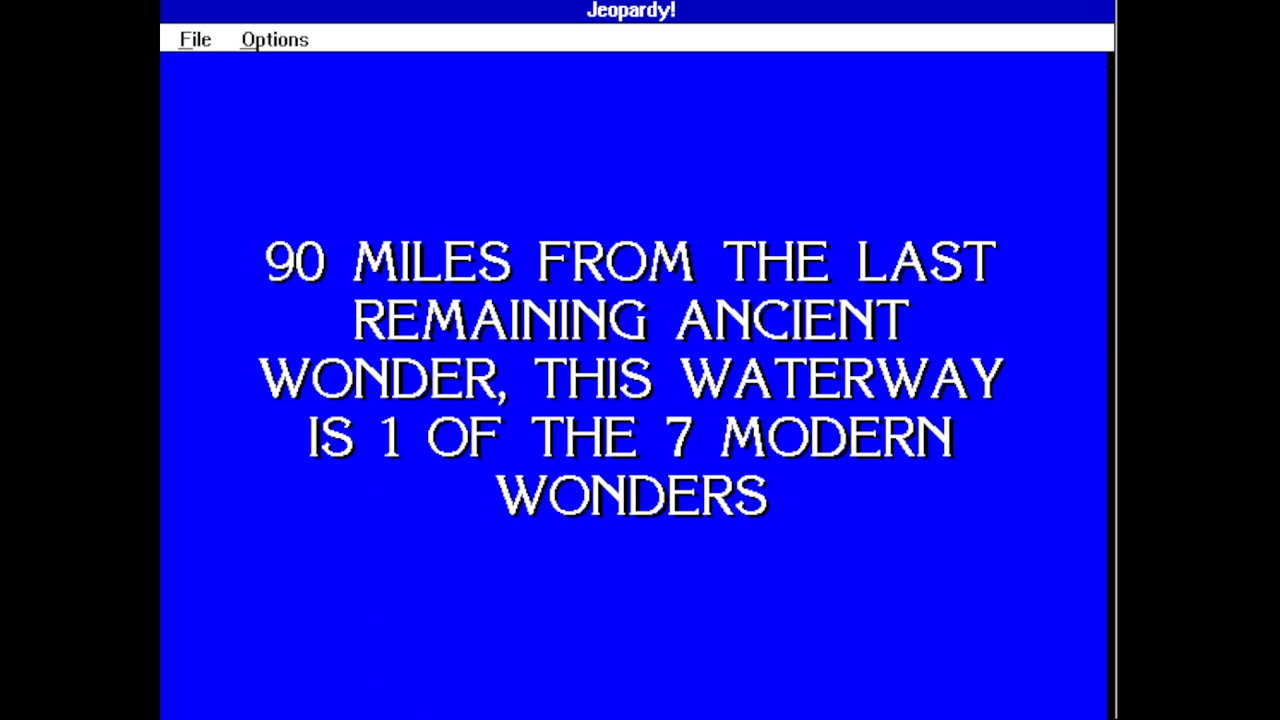 Jeopardy!
File Options
90 MILES FROM THE LAST
REMAINING ANCIENT
WONDER, THIS WATERWAY
IS 1 OF THE 7 MODERN
WONDERS